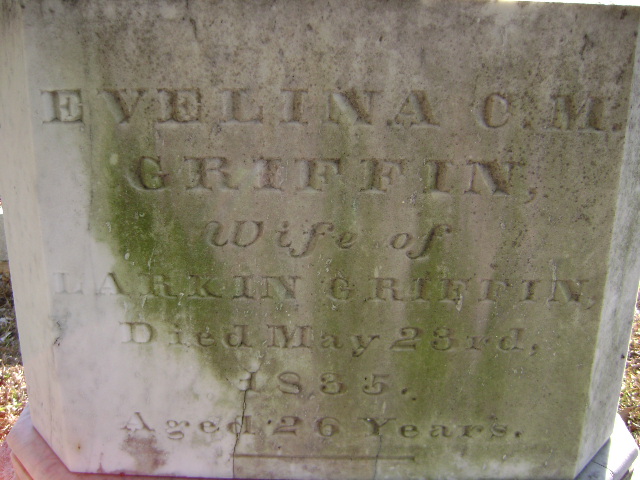 EVELINA C.M.
GRIFFIN,
Wife of
LARKIN GRIFFIN,
Died May 23rd,
1835.
Aged 26 Years.